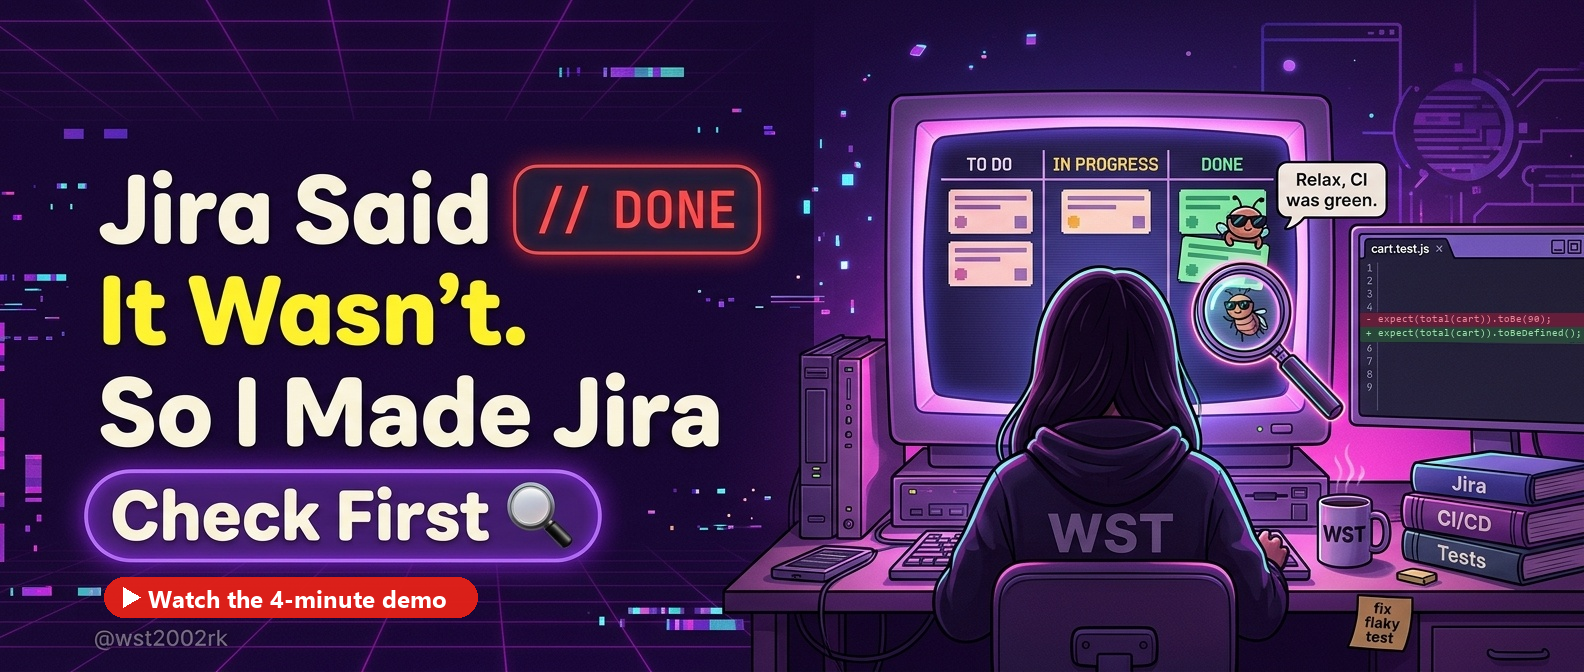 Jira Said // DONE
It Wasn't.
So I Made Jira
Check First
Watch the 4-minute demo
@wst2002rk
TO DO
IN PROGRESS
DONE
Relax, CI
was green.
cart.test.js ×
1
2
3
4
- expect(total(cart)).toBe(90);
+ expect(total(cart)).toBeDefined();
6
7
8
9
WST
WST
Jira
CI/CD
Tests
fix
flaky
test